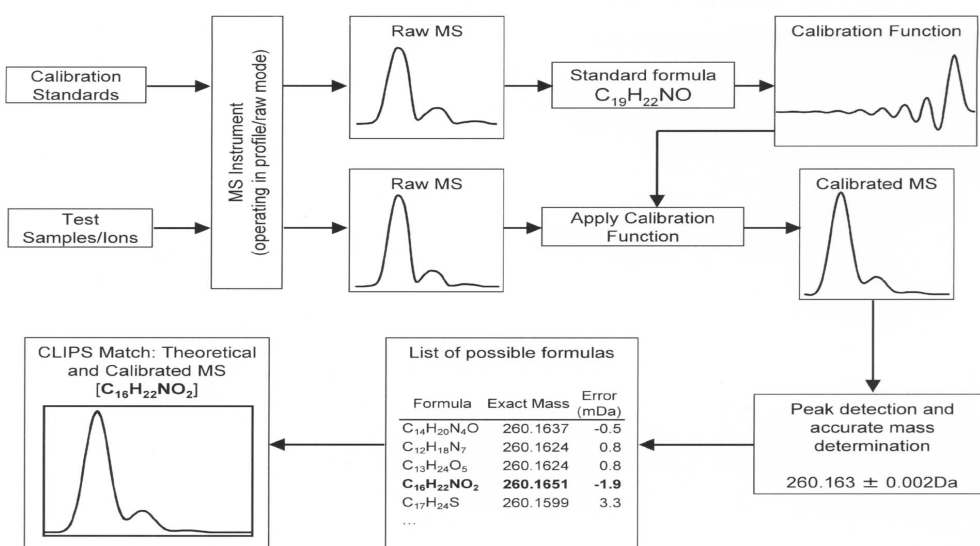 Calibration
Standards
MS Instrument
(operating in profile/raw mode)
Raw MS
Standard formula
C₁₉H₂₂NO
Calibration Function
Test
Samples/Ions
Raw MS
Apply Calibration
Function
Calibrated MS
Peak detection and
accurate mass
determination
260.163 ± 0.002Da
List of possible formulas
Formula Exact Mass Error
(mDa)
C₁₄H₂₀N₄O 260.1637 -0.5
C₁₂H₁₈N₇ 260.1624 0.8
C₁₃H₂₄O₅ 260.1624 0.8
C₁₆H₂₂NO₂ 260.1651 -1.9
C₁₇H₂₄S 260.1599 3.3
...
CLIPS Match: Theoretical
and Calibrated MS
[C₁₆H₂₂NO₂]